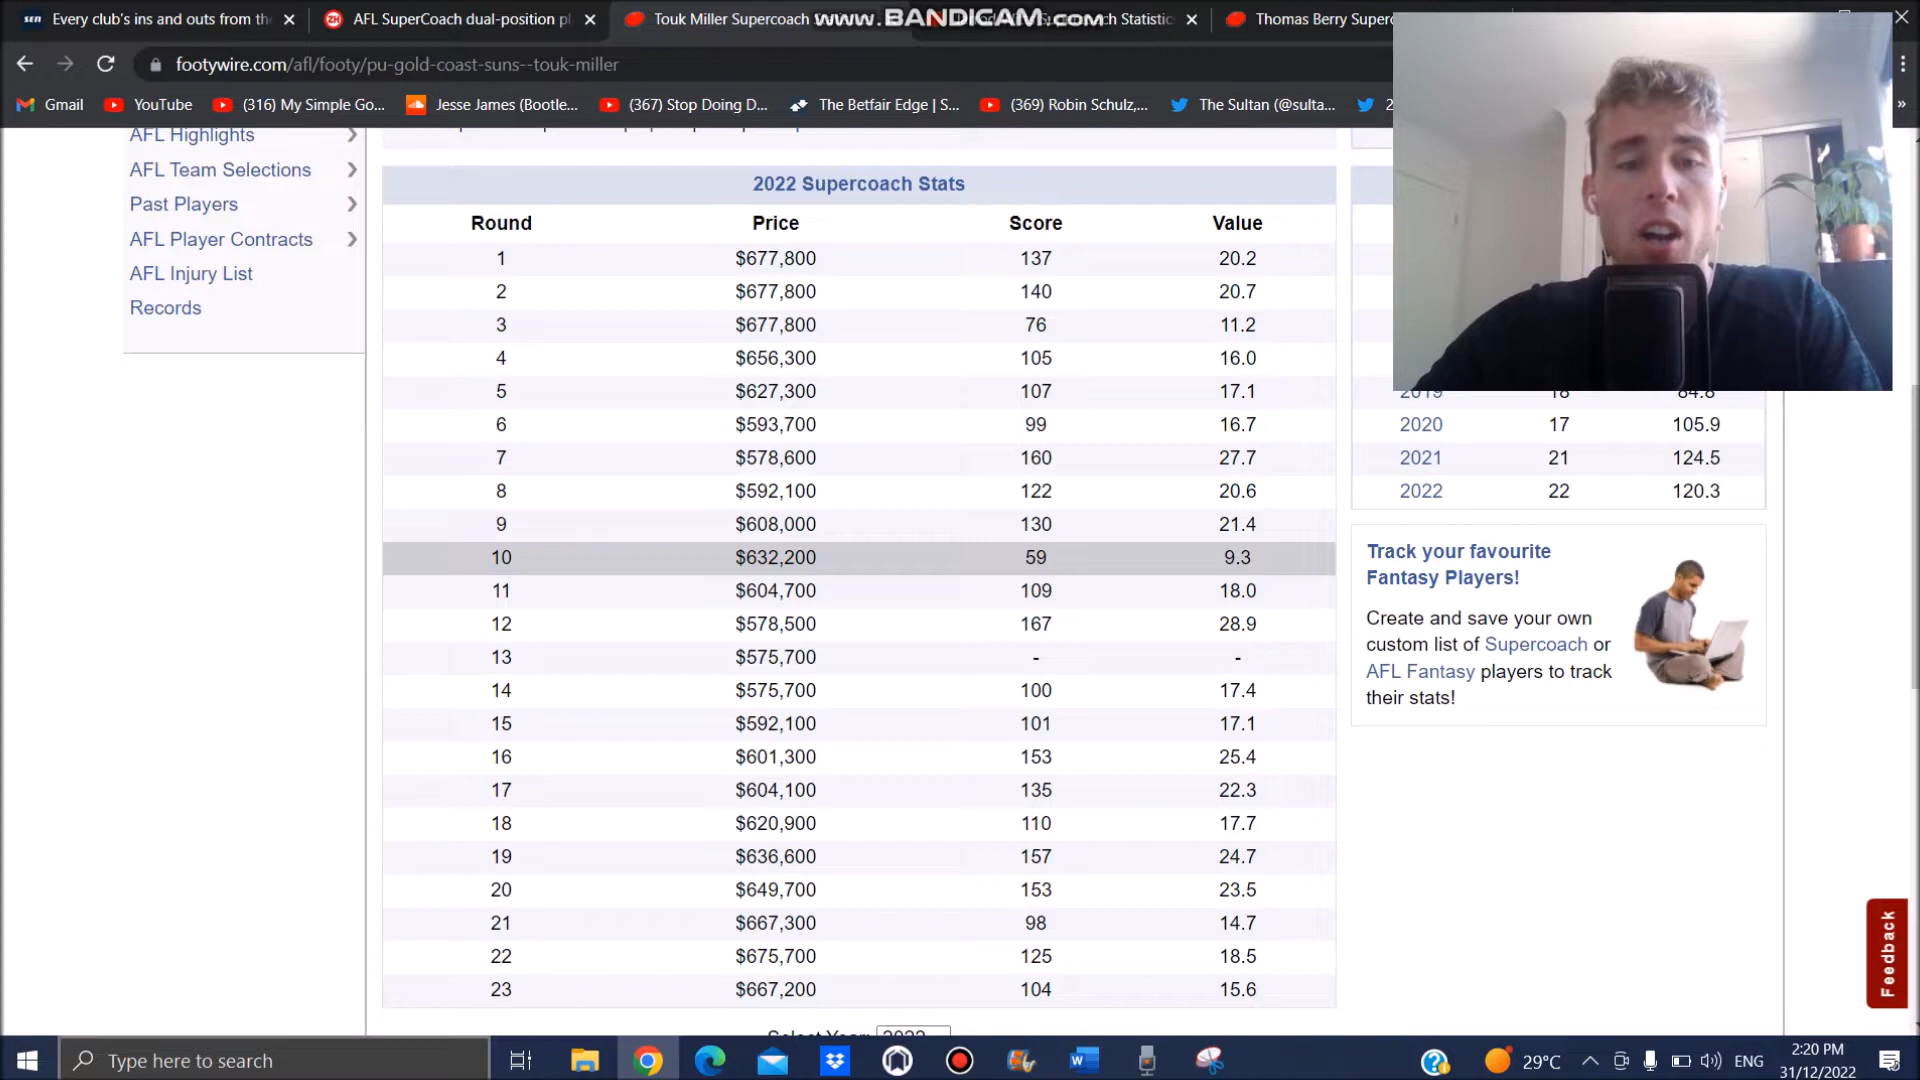 Every club's ins and outs from the
AFL SuperCoach dual-position pl
Touk Miller Supercoach
www.BANDICAM.com
Thomas Berry Superc
footywire.com/afl/footy/pu-gold-coast-suns--touk-miller
Gmail
YouTube
(316) My Simple Go...
Jesse James (Bootle...
(367) Stop Doing D...
The Betfair Edge | S...
(369) Robin Schulz,...
The Sultan (@sulta...
2
»
AFL Highlights
AFL Team Selections
Past Players
AFL Player Contracts
AFL Injury List
Records
2022 Supercoach Stats
Round Price Score Value
1 $677,800 137 20.2
2 $677,800 140 20.7
3 $677,800 76 11.2
4 $656,300 105 16.0
5 $627,300 107 17.1
6 $593,700 99 16.7
7 $578,600 160 27.7
8 $592,100 122 20.6
9 $608,000 130 21.4
10 $632,200 59 9.3
11 $604,700 109 18.0
12 $578,500 167 28.9
13 $575,700 - -
14 $575,700 100 17.4
15 $592,100 101 17.1
16 $601,300 153 25.4
17 $604,100 135 22.3
18 $620,900 110 17.7
19 $636,600 157 24.7
20 $649,700 153 23.5
21 $667,300 98 14.7
22 $675,700 125 18.5
23 $667,200 104 15.6
Select Year: 2022
2019 18 84.8
2020 17 105.9
2021 21 124.5
2022 22 120.3
Track your favourite
Fantasy Players!
Create and save your own
custom list of Supercoach or
AFL Fantasy players to track
their stats!
Feedback
Type here to search
29°C
ENG
2:20 PM
31/12/2022